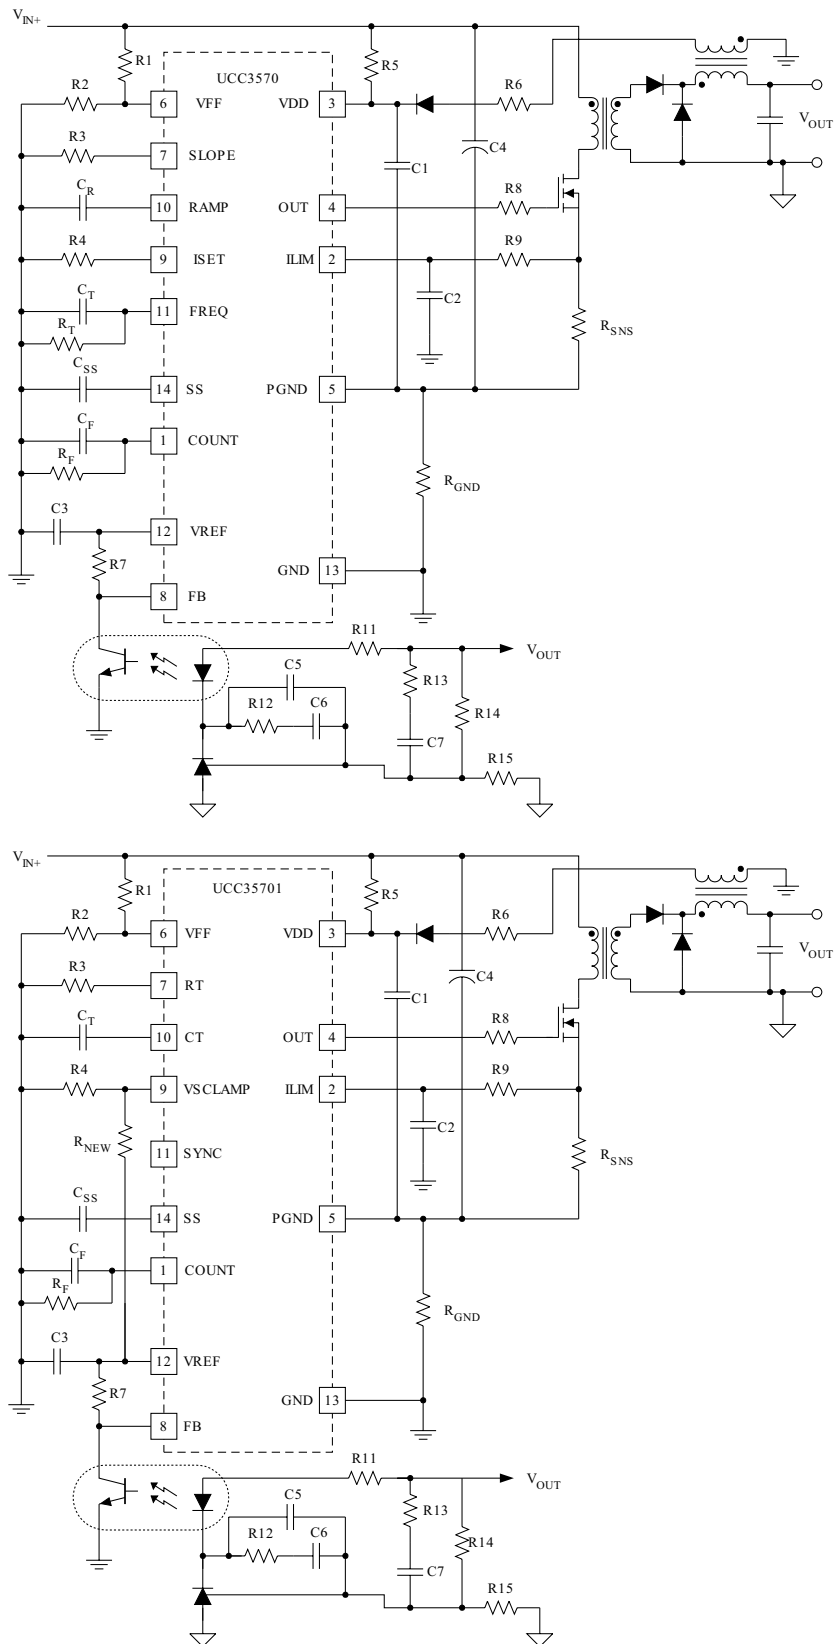 VIN+
R1
R5
UCC3570
R2
R6
6
VFF
VDD
3
VOUT
R3
C4
C1
7
SLOPE
CR
R8
10
RAMP
OUT
4
R4
R9
9
ISET
ILIM
2
CT
C2
11
FREQ
RT
RSNS
CSS
14
SS
PGND
5
CF
1
COUNT
RF
RGND
C3
12
VREF
R7
GND
13
8
FB
R11
VOUT
C5
R13
R12
C6
R14
C7
R15
VIN+
R1
UCC35701
R5
R2
R6
6
VFF
VDD
3
VOUT
R3
C4
7
RT
C1
CT
R8
10
CT
OUT
4
R4
R9
9
VSCLAMP
ILIM
2
C2
RNEW
11
SYNC
RSNS
CSS
14
SS
PGND
5
CF
1
COUNT
RF
RGND
C3
12
VREF
R7
GND
13
8
FB
R11
VOUT
C5
R13
R12
C6
R14
C7
R15